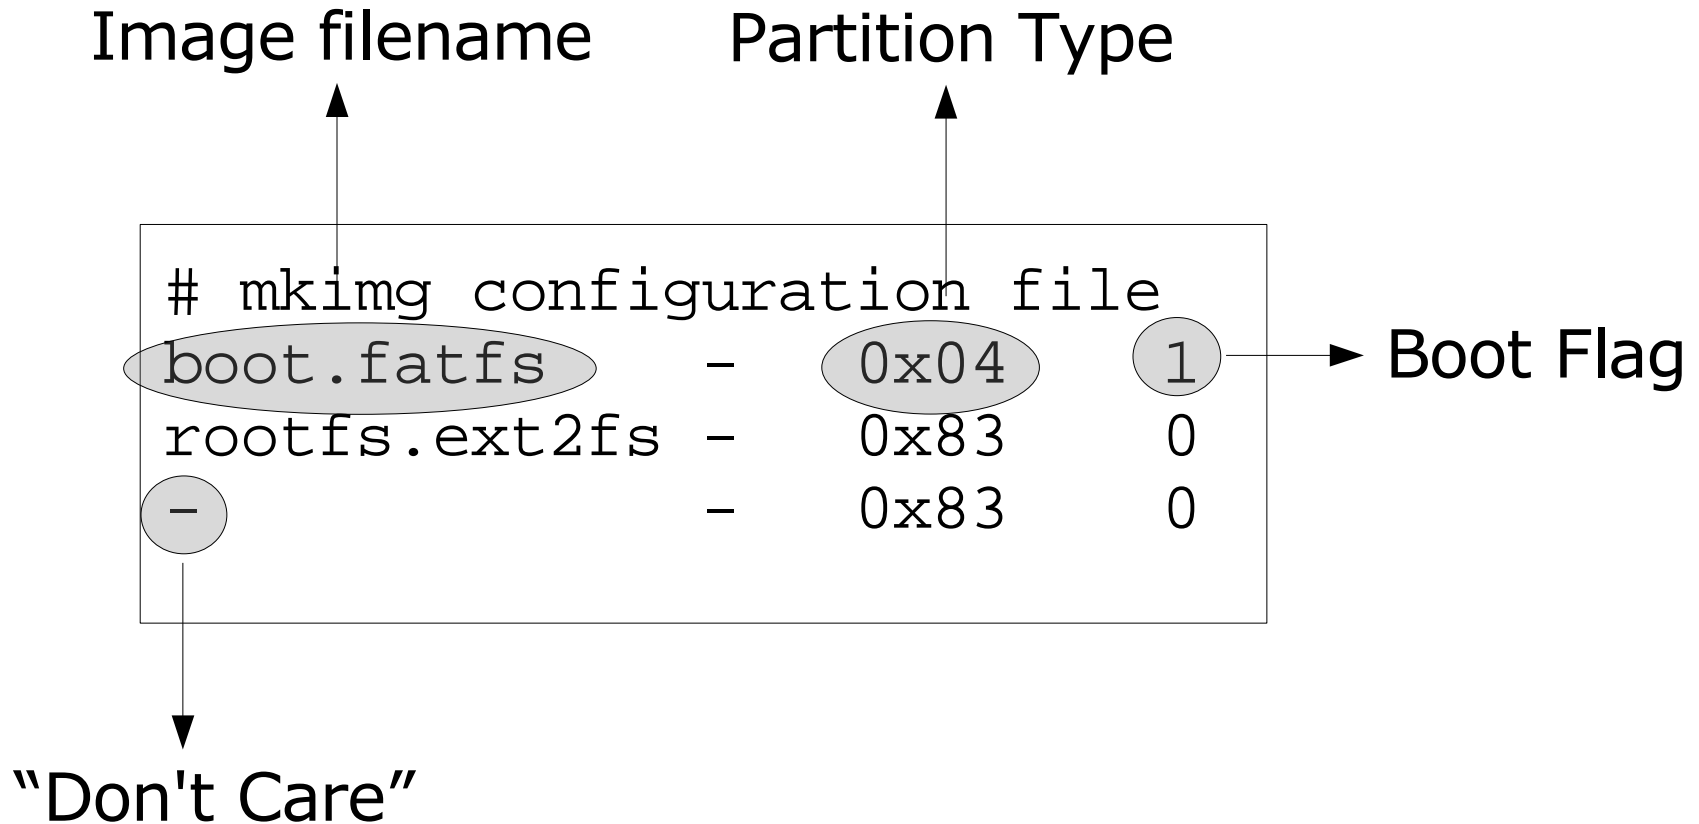 Image filename
Partition Type
# mkimg configuration file
boot.fatfs - 0x04 1
Boot Flag
rootfs.ext2fs - 0x83 0
- - 0x83 0
“Don't Care”